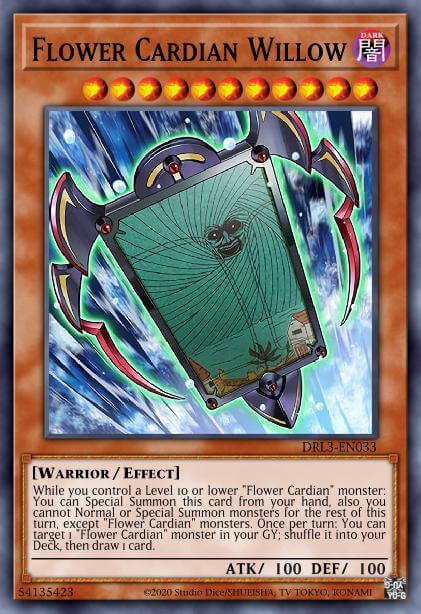 FLOWER CARDIAN WILLOW
DARK
闇
DRL3-EN033
[WARRIOR / EFFECT]
While you control a Level 10 or lower "Flower Cardian" monster:
You can Special Summon this card from your hand, also you
cannot Normal or Special Summon monsters for the rest of
this turn, except "Flower Cardian" monsters. Once per turn: You can
target 1 "Flower Cardian" monster in your GY; shuffle it into your
Deck, then draw 1 card.
ATK/ 100 DEF/ 100
54135423
©2020 Studio Dice/SHUEISHA, TV TOKYO, KONAMI